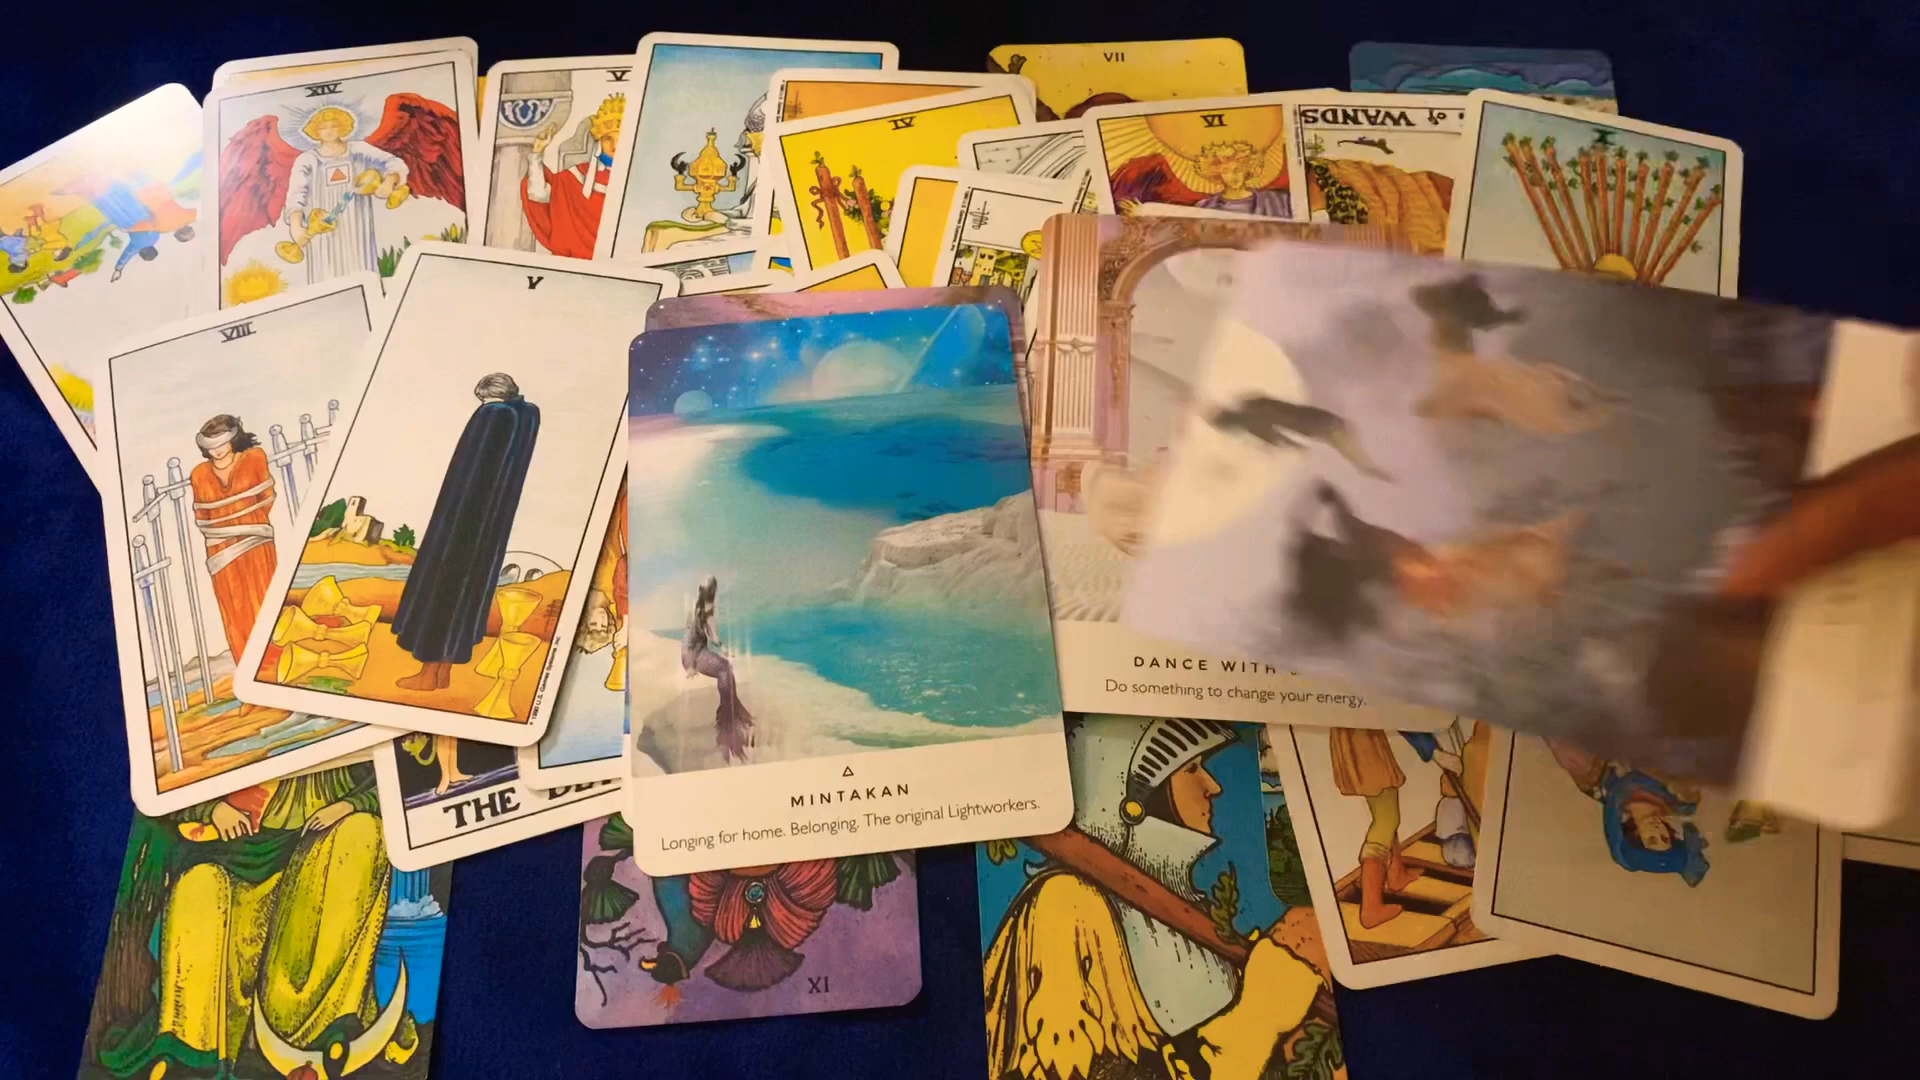 VII
XIV
V
VI
IX
of WANDS
X
VIII
V
DANCE WITH
Do something to change your energy.
MINTAKAN
Longing for home. Belonging. The original Lightworkers.
THE
XI